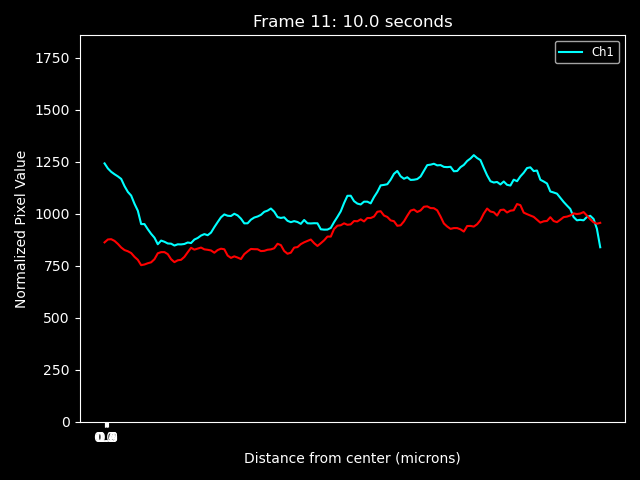 Frame 11: 10.0 seconds
Ch1
1750
1500
1250
1000
750
500
250
0
Normalized Pixel Value
Distance from center (microns)